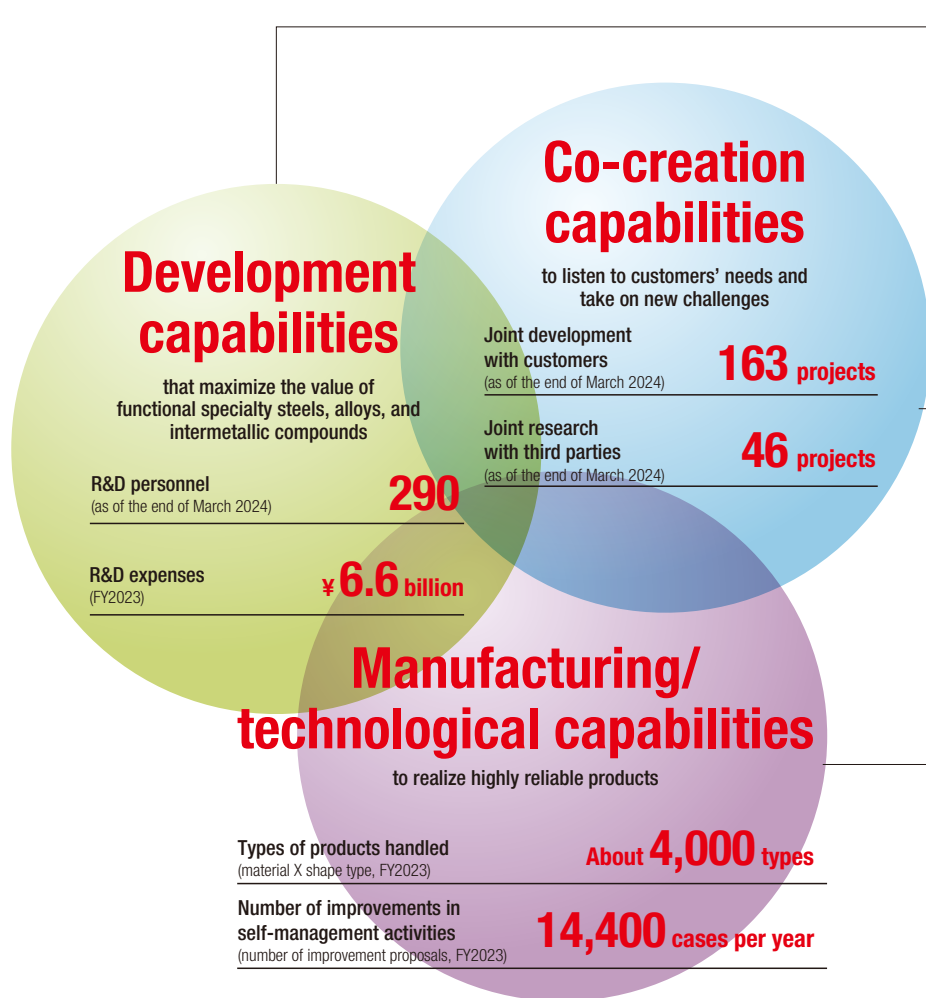 Co-creation
capabilities
to listen to customers’ needs and
take on new challenges
Joint development
with customers
(as of the end of March 2024)
163 projects
Joint research
with third parties
(as of the end of March 2024)
46 projects
Development
capabilities
that maximize the value of
functional specialty steels, alloys, and
intermetallic compounds
R&D personnel
(as of the end of March 2024)
290
R&D expenses
(FY2023)
¥ 6.6 billion
Manufacturing/
technological capabilities
to realize highly reliable products
Types of products handled
(material X shape type, FY2023)
About 4,000 types
Number of improvements in
self-management activities
(number of improvement proposals, FY2023)
14,400 cases per year